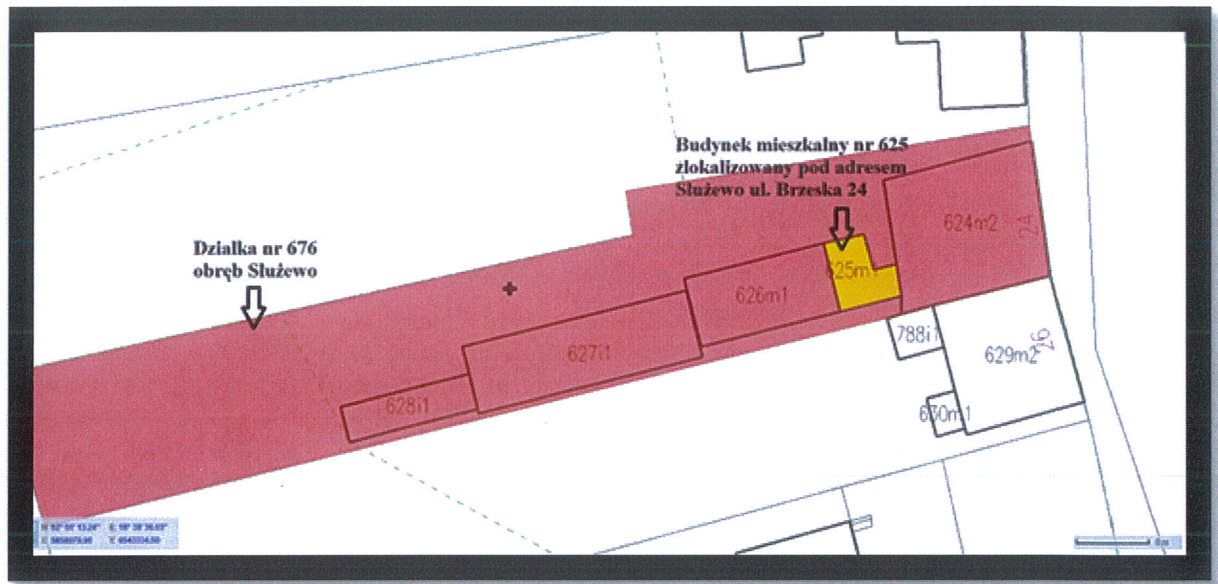 Budynek mieszkalny nr 625
zlokalizowany pod adresem
Służewo ul. Brzeska 24
Działka nr 676
obręb Służewo
624m2
24
625m1
626m1
627i1
628i1
788i1
629m2
26
630m1